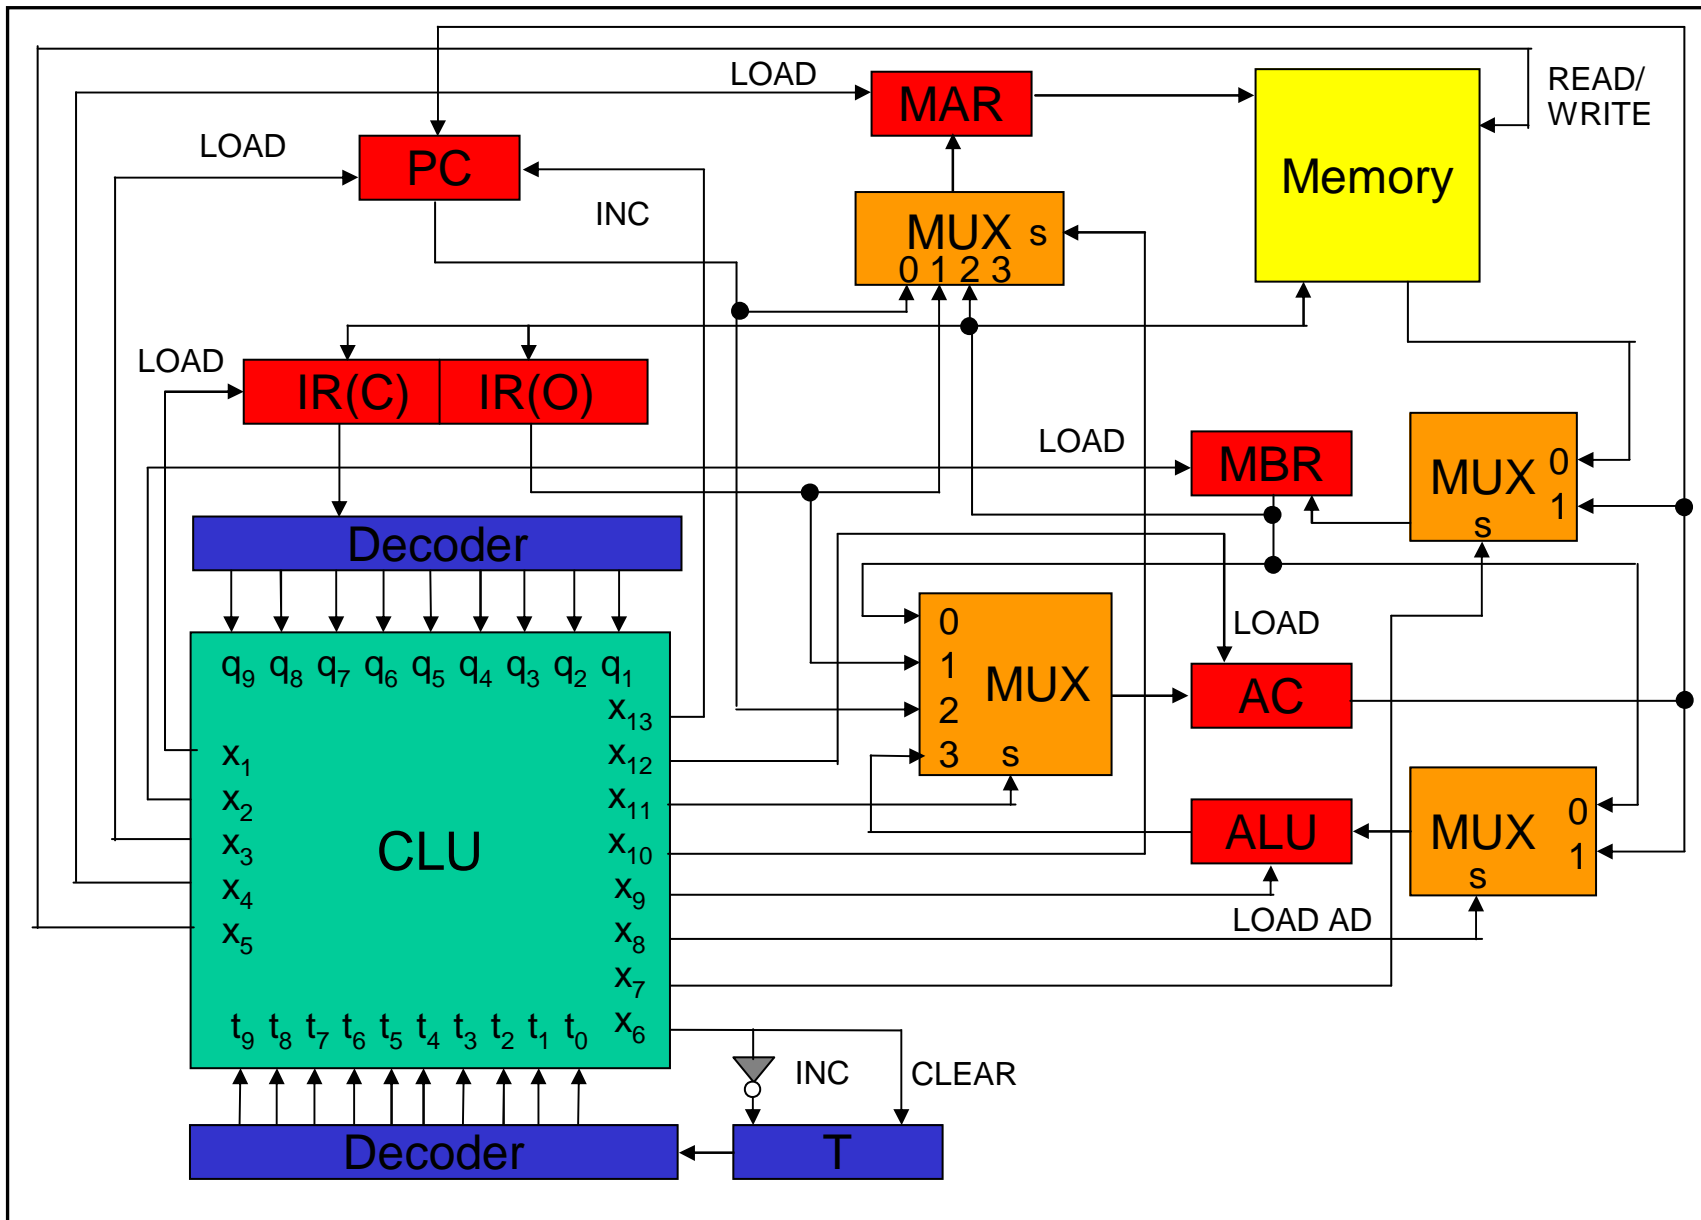 LOAD
MAR
READ/
WRITE
LOAD
PC
Memory
INC
MUX s
0 1 2 3
LOAD
IR(C) IR(O)
LOAD
MBR
MUX
0
1
s
Decoder
q9 q8 q7 q6 q5 q4 q3 q2 q1
0
1
2
3
MUX
s
LOAD
AC
x13
x12
x11
x10
x9
x8
x7
x6
x1
x2
x3
x4
x5
CLU
ALU
LOAD AD
MUX
0
1
s
t9 t8 t7 t6 t5 t4 t3 t2 t1 t0
INC
CLEAR
Decoder
T